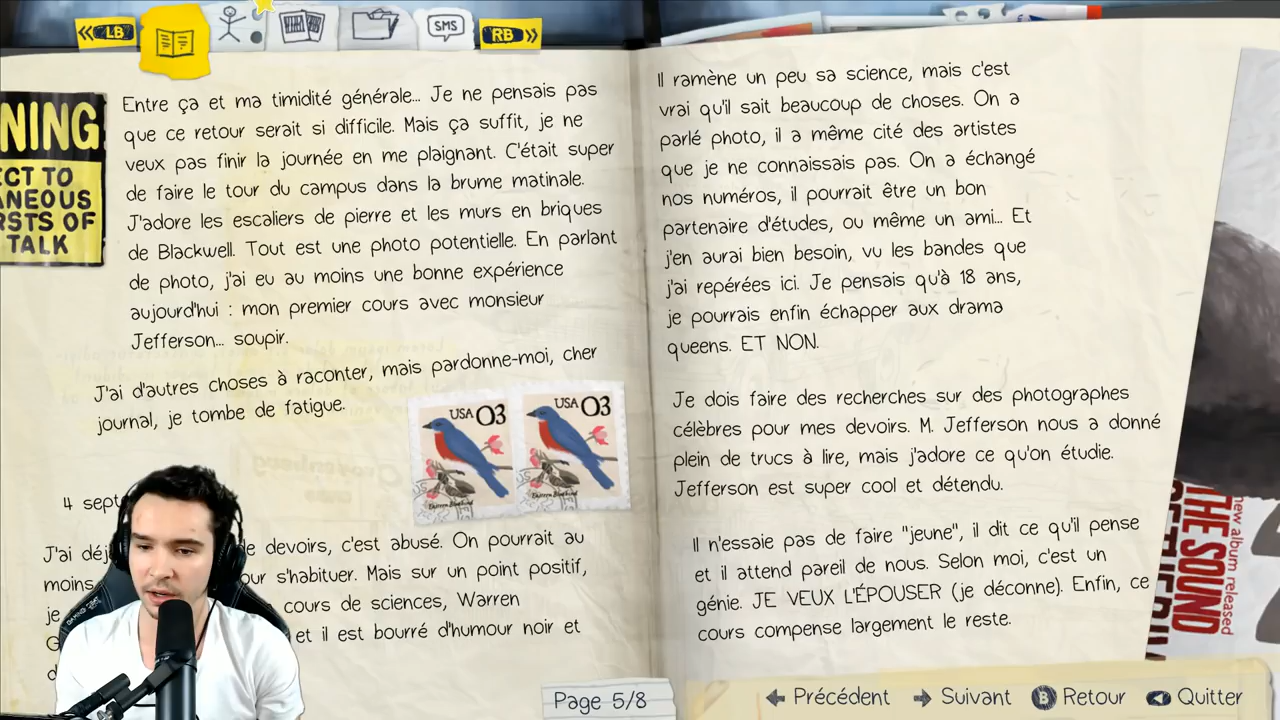 LB
SMS
RB
NING
ECT TO
ANEOUS
RSTS OF
TALK
Entre ça et ma timidité générale... Je ne pensais pas
que ce retour serait si difficile. Mais ça suffit, je ne
veux pas finir la journée en me plaignant. C'était super
de faire le tour du campus dans la brume matinale.
J'adore les escaliers de pierre et les murs en briques
de Blackwell. Tout est une photo potentielle. En parlant
de photo, j'ai eu au moins une bonne expérience
aujourd'hui : mon premier cours avec monsieur
Jefferson... soupir.
J'ai d'autres choses à raconter, mais pardonne-moi, cher
journal, je tombe de fatigue.
USA 03
USA 03
4 sept
J'ai déj de devoirs, c'est abusé. On pourrait au
moins our s'habituer. Mais sur un point positif,
je cours de sciences, Warren
G et il est bourré d'humour noir et
d
Il ramène un peu sa science, mais c'est
vrai qu'il sait beaucoup de choses. On a
parlé photo, il a même cité des artistes
que je ne connaissais pas. On a échangé
nos numéros, il pourrait être un bon
partenaire d'études, ou même un ami... Et
j'en aurai bien besoin, vu les bandes que
j'ai repérées ici. Je pensais qu'à 18 ans,
je pourrais enfin échapper aux drama
queens. ET NON.
Je dois faire des recherches sur des photographes
célèbres pour mes devoirs. M. Jefferson nous a donné
plein de trucs à lire, mais j'adore ce qu'on étudie.
Jefferson est super cool et détendu.
Il n'essaie pas de faire "jeune", il dit ce qu'il pense
et il attend pareil de nous. Selon moi, c'est un
génie. JE VEUX L'ÉPOUSER (je déconne). Enfin, ce
cours compense largement le reste.
new album released
THE SOUND
Page 5/8
Précédent
Suivant
B Retour
Quitter